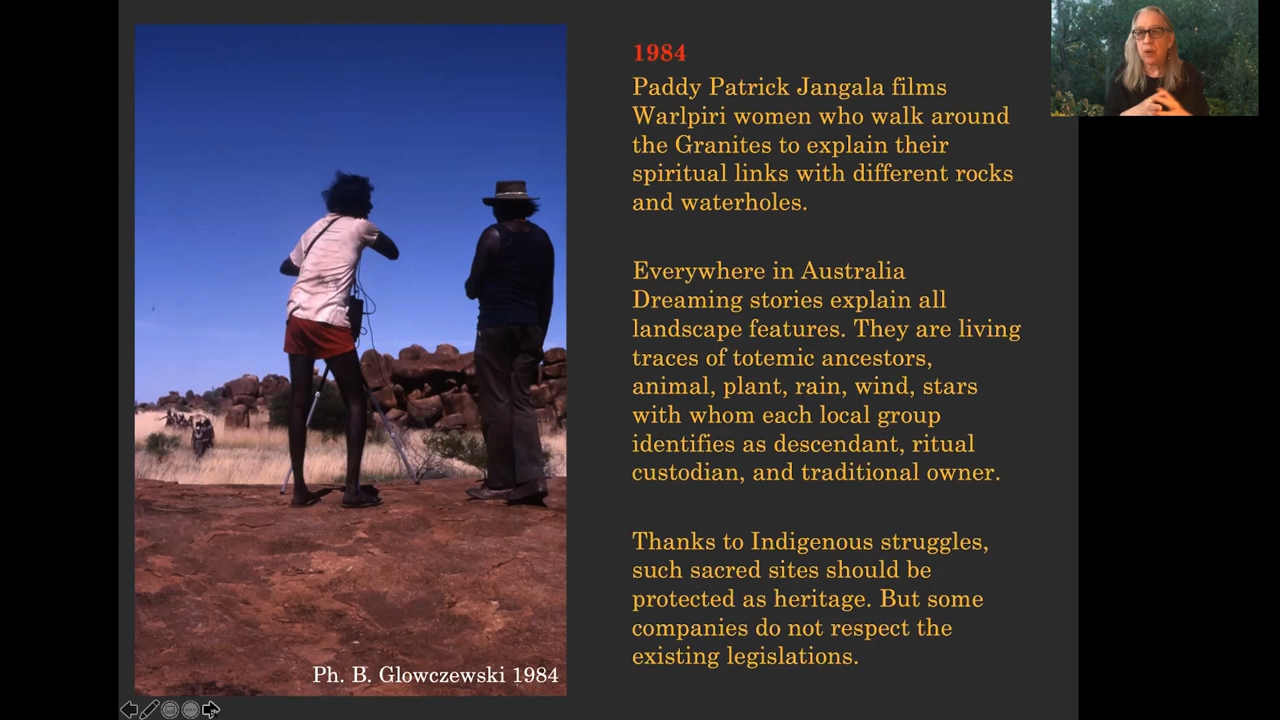 1984
Paddy Patrick Jangala films
Warlpiri women who walk around
the Granites to explain their
spiritual links with different rocks
and waterholes.
Everywhere in Australia
Dreaming stories explain all
landscape features. They are living
traces of totemic ancestors,
animal, plant, rain, wind, stars
with whom each local group
identifies as descendant, ritual
custodian, and traditional owner.
Thanks to Indigenous struggles,
such sacred sites should be
protected as heritage. But some
companies do not respect the
existing legislations.
Ph. B. Glowczewski 1984